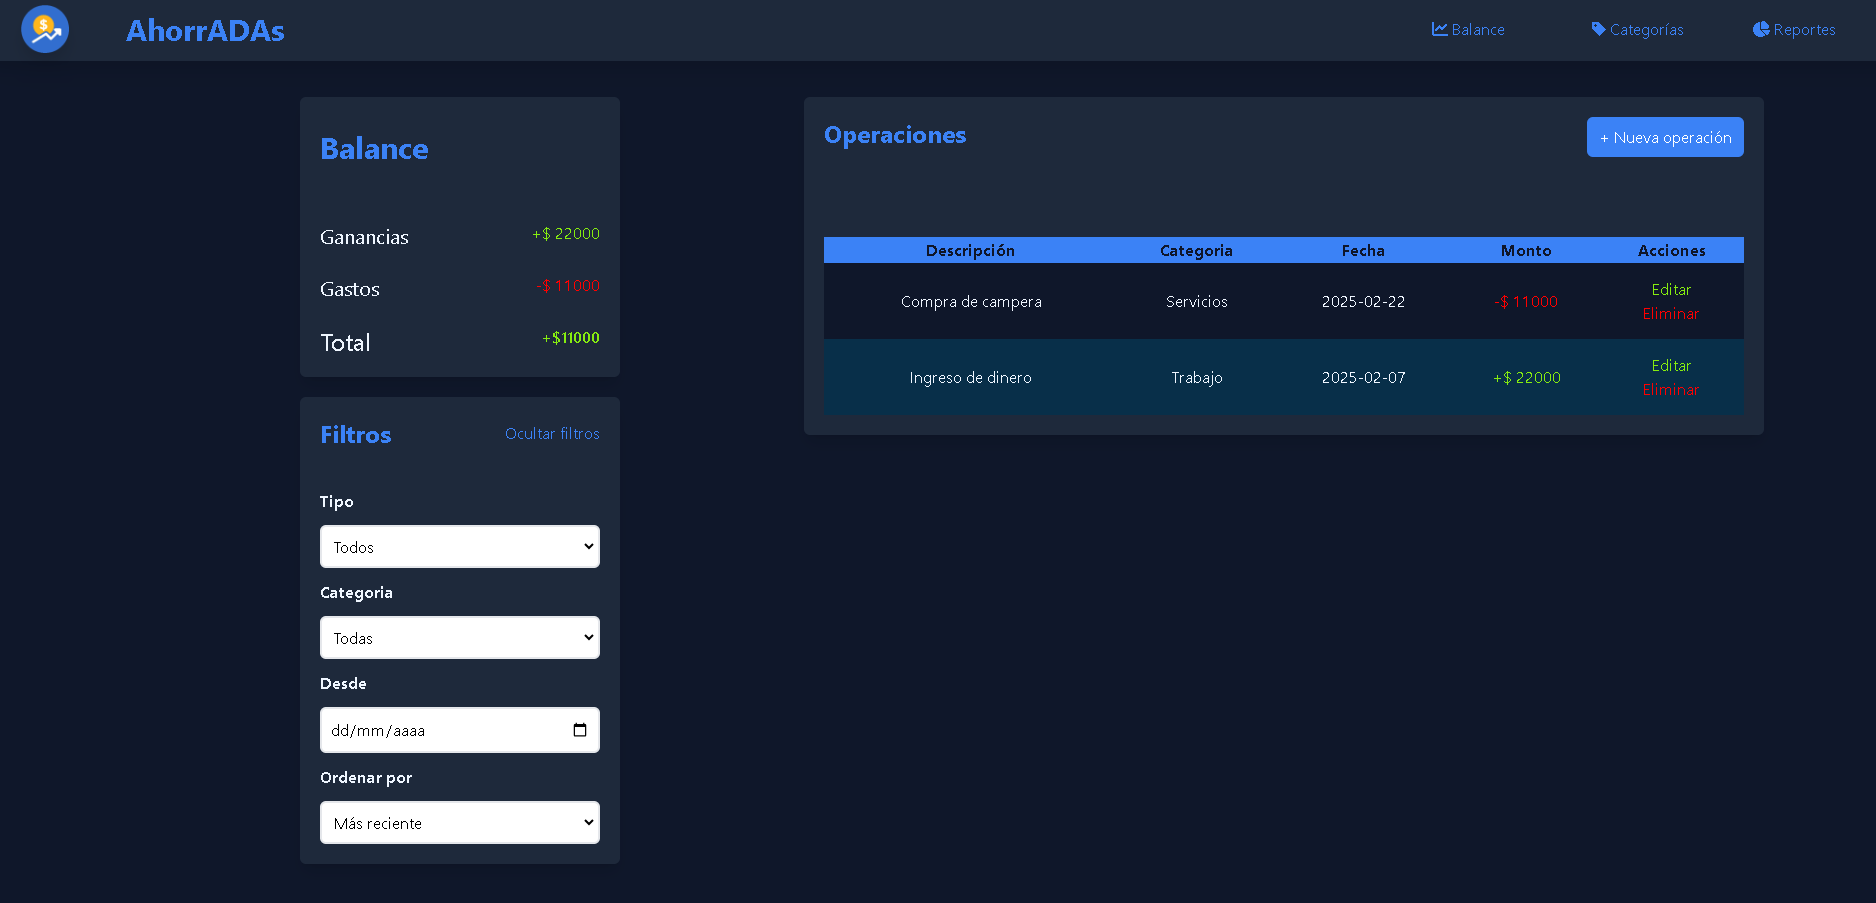 AhorrADAs
Balance
Categorías
Reportes
Balance
Ganancias +$ 22000
Gastos -$ 11000
Total +$11000
Filtros Ocultar filtros
Tipo
Todos
Categoria
Todas
Desde
dd/mm/aaaa
Ordenar por
Más reciente
Operaciones
+ Nueva operación
Descripción Categoria Fecha Monto Acciones
Compra de campera Servicios 2025-02-22 -$ 11000 Editar
Eliminar
Ingreso de dinero Trabajo 2025-02-07 +$ 22000 Editar
Eliminar